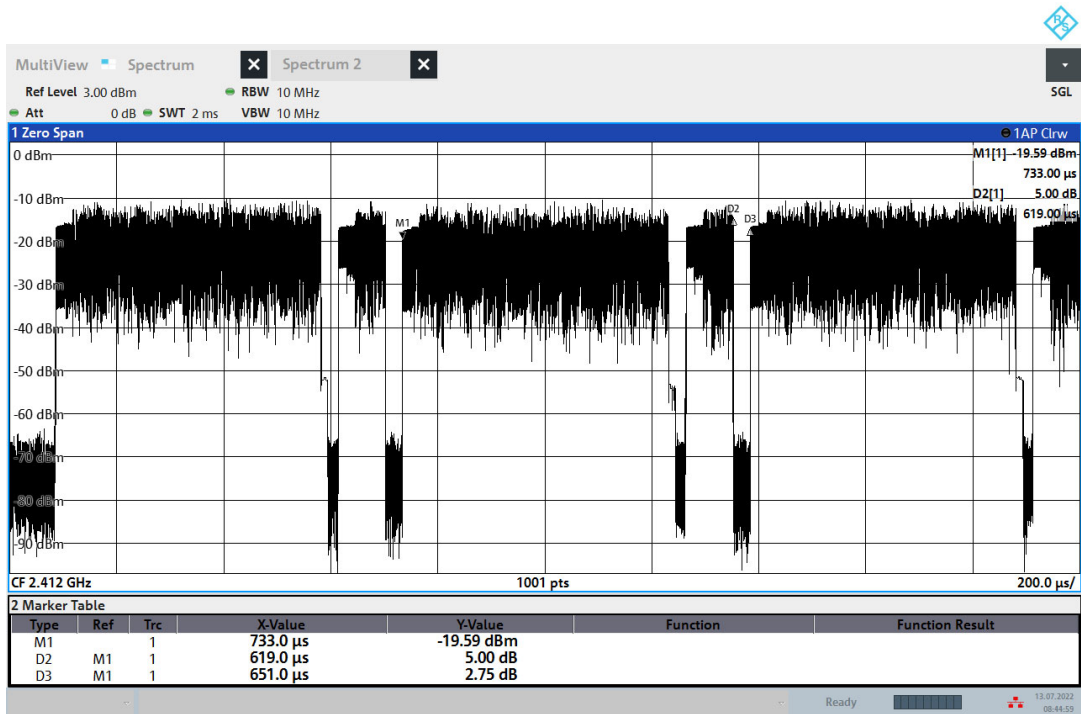 R&S
MultiView Spectrum Spectrum 2
Ref Level 3.00 dBm RBW 10 MHz SGL
Att 0 dB SWT 2 ms VBW 10 MHz
1 Zero Span 1AP Clrw
0 dBm M1[1] -19.59 dBm
733.00 µs
-10 dBm D2[1] 5.00 dB
619.00 µs
M1 D2 D3
-20 dBm
-30 dBm
-40 dBm
-50 dBm
-60 dBm
-70 dBm
-80 dBm
-90 dBm
CF 2.412 GHz 1001 pts 200.0 µs/
2 Marker Table
Type Ref Trc X-Value Y-Value Function Function Result
M1 1 733.0 µs -19.59 dBm
D2 M1 1 619.0 µs 5.00 dB
D3 M1 1 651.0 µs 2.75 dB
Ready 13.07.2022
08:44:59